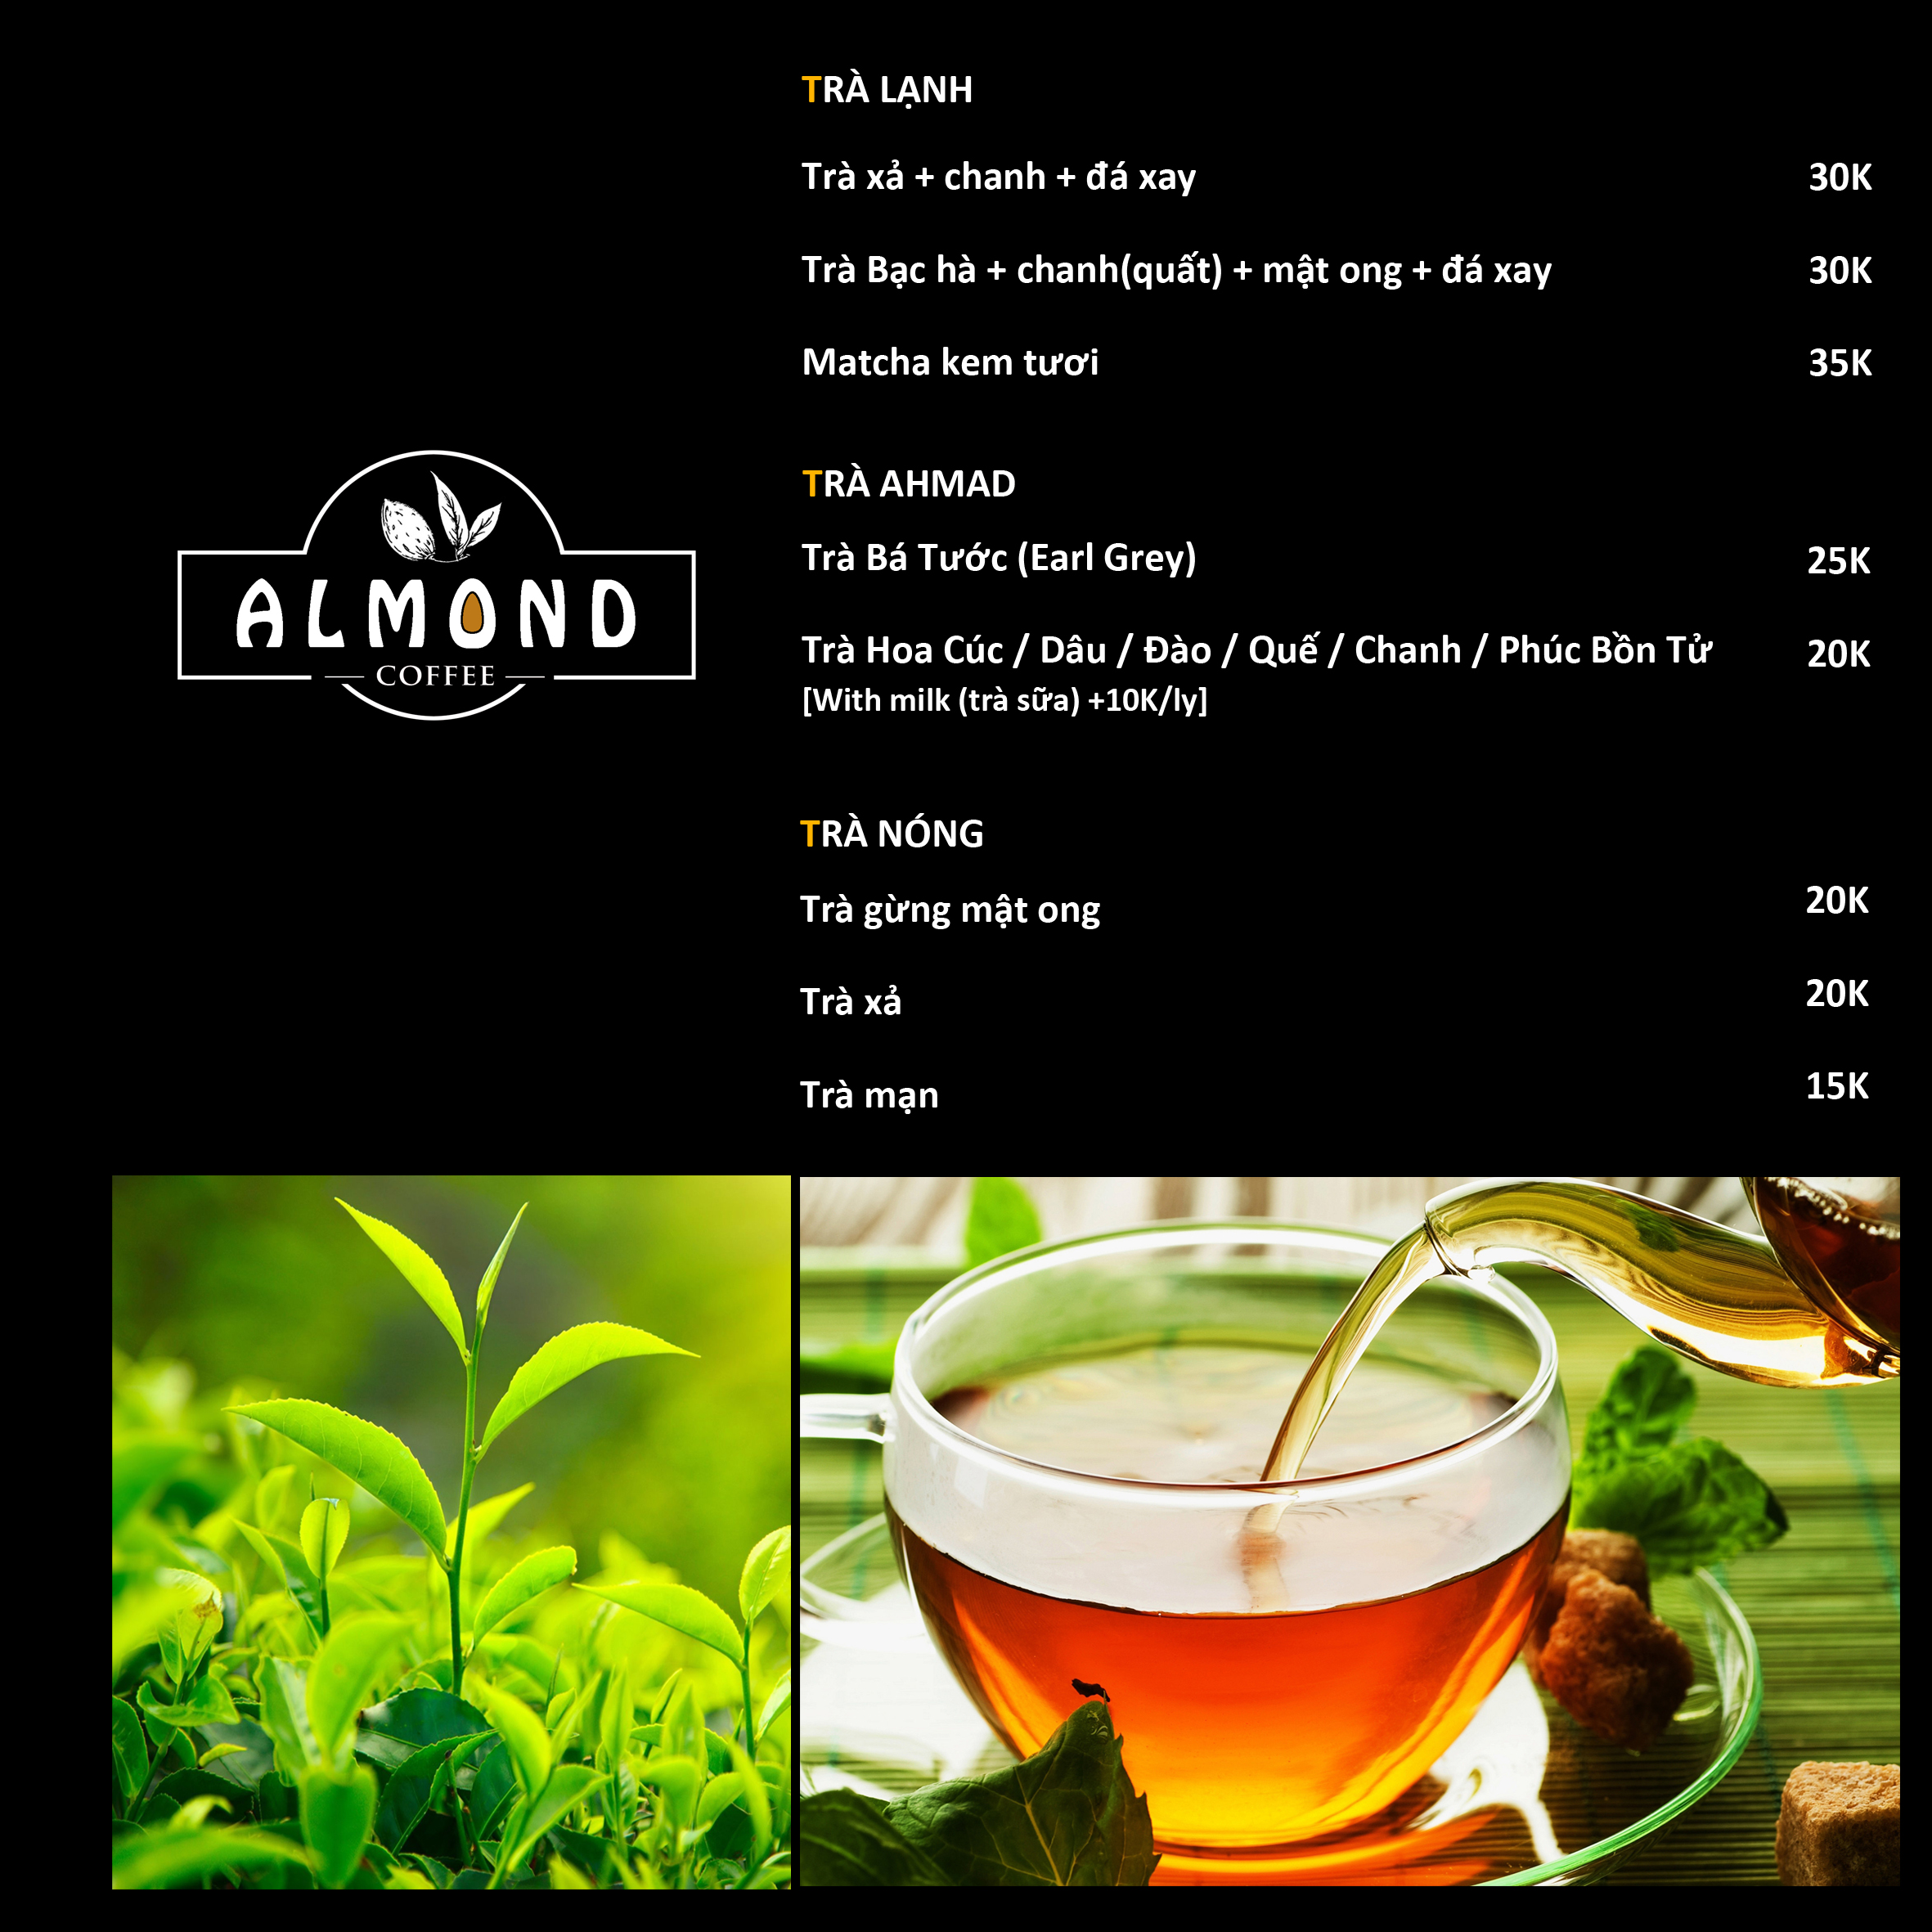 TRÀ LẠNH
Trà xả + chanh + đá xay 30K
Trà Bạc hà + chanh(quất) + mật ong + đá xay 30K
Matcha kem tươi 35K
ALMOND
COFFEE
TRÀ AHMAD
Trà Bá Tước (Earl Grey) 25K
Trà Hoa Cúc / Dâu / Đào / Quế / Chanh / Phúc Bồn Tử 20K
[With milk (trà sữa) +10K/ly]
TRÀ NÓNG
Trà gừng mật ong 20K
Trà xả 20K
Trà mạn 15K